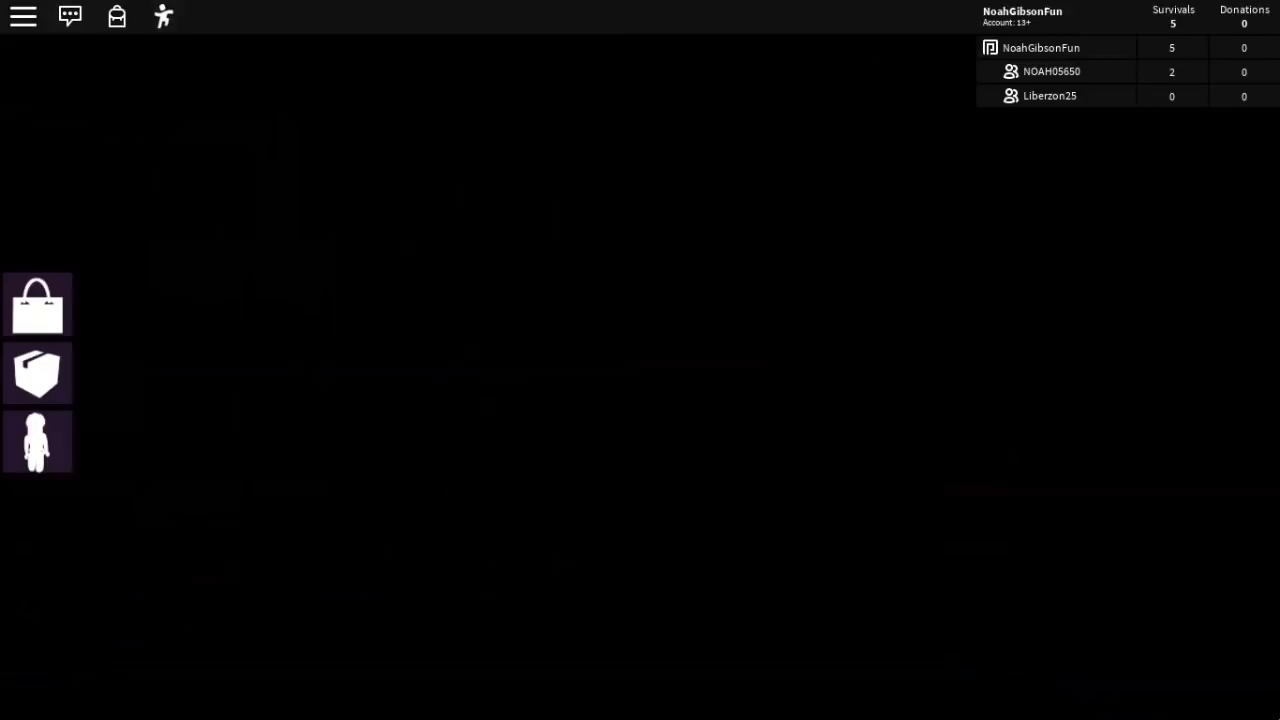 NoahGibsonFun
Account: 13+
Survivals
5
Donations
0
NoahGibsonFun 5 0
NOAH05650 2 0
Liberzon25 0 0